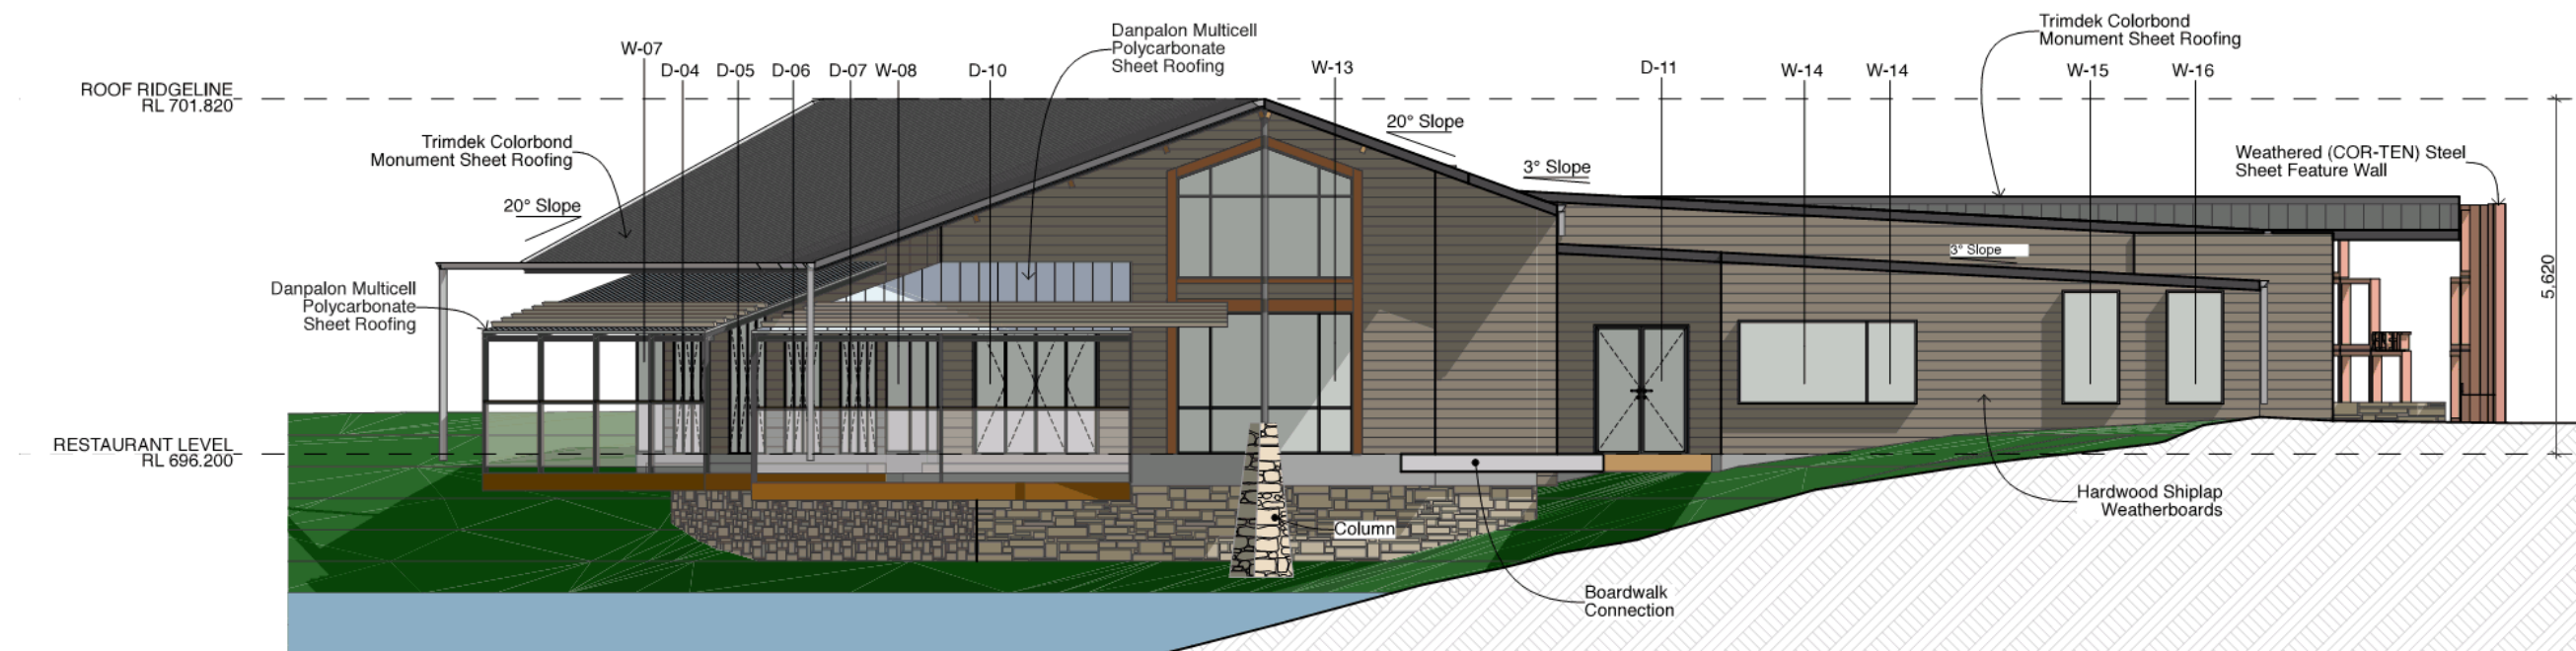 Trimdek Colorbond
Monument Sheet Roofing
Danpalon Multicell
Polycarbonate
Sheet Roofing
W-07
D-04
D-05
D-06
D-07
W-08
D-10
W-13
D-11
W-14
W-14
W-15
W-16
ROOF RIDGELINE
RL 701.820
20° Slope
Trimdek Colorbond
Monument Sheet Roofing
3° Slope
Weathered (COR-TEN) Steel
Sheet Feature Wall
20° Slope
3° Slope
5,620
Danpalon Multicell
Polycarbonate
Sheet Roofing
RESTAURANT LEVEL
RL 696.200
Hardwood Shiplap
Weatherboards
Column
Boardwalk
Connection